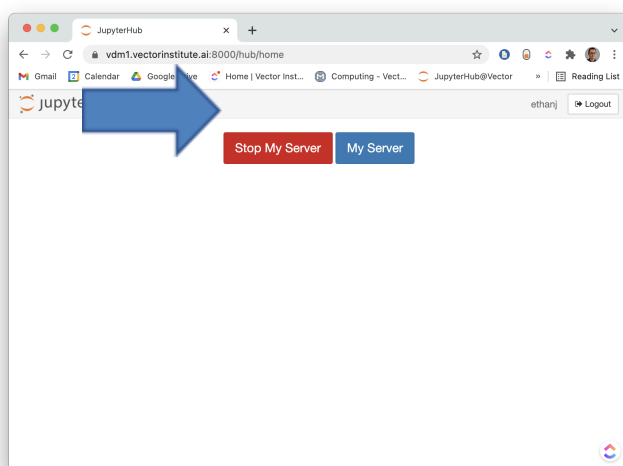 JupyterHub
vdm1.vectorinstitute.ai:8000/hub/home
Gmail
Calendar
Home | Vector Inst...
Computing - Vect...
JupyterHub@Vector
»
Reading List
ethanj
Logout
Stop My Server
My Server